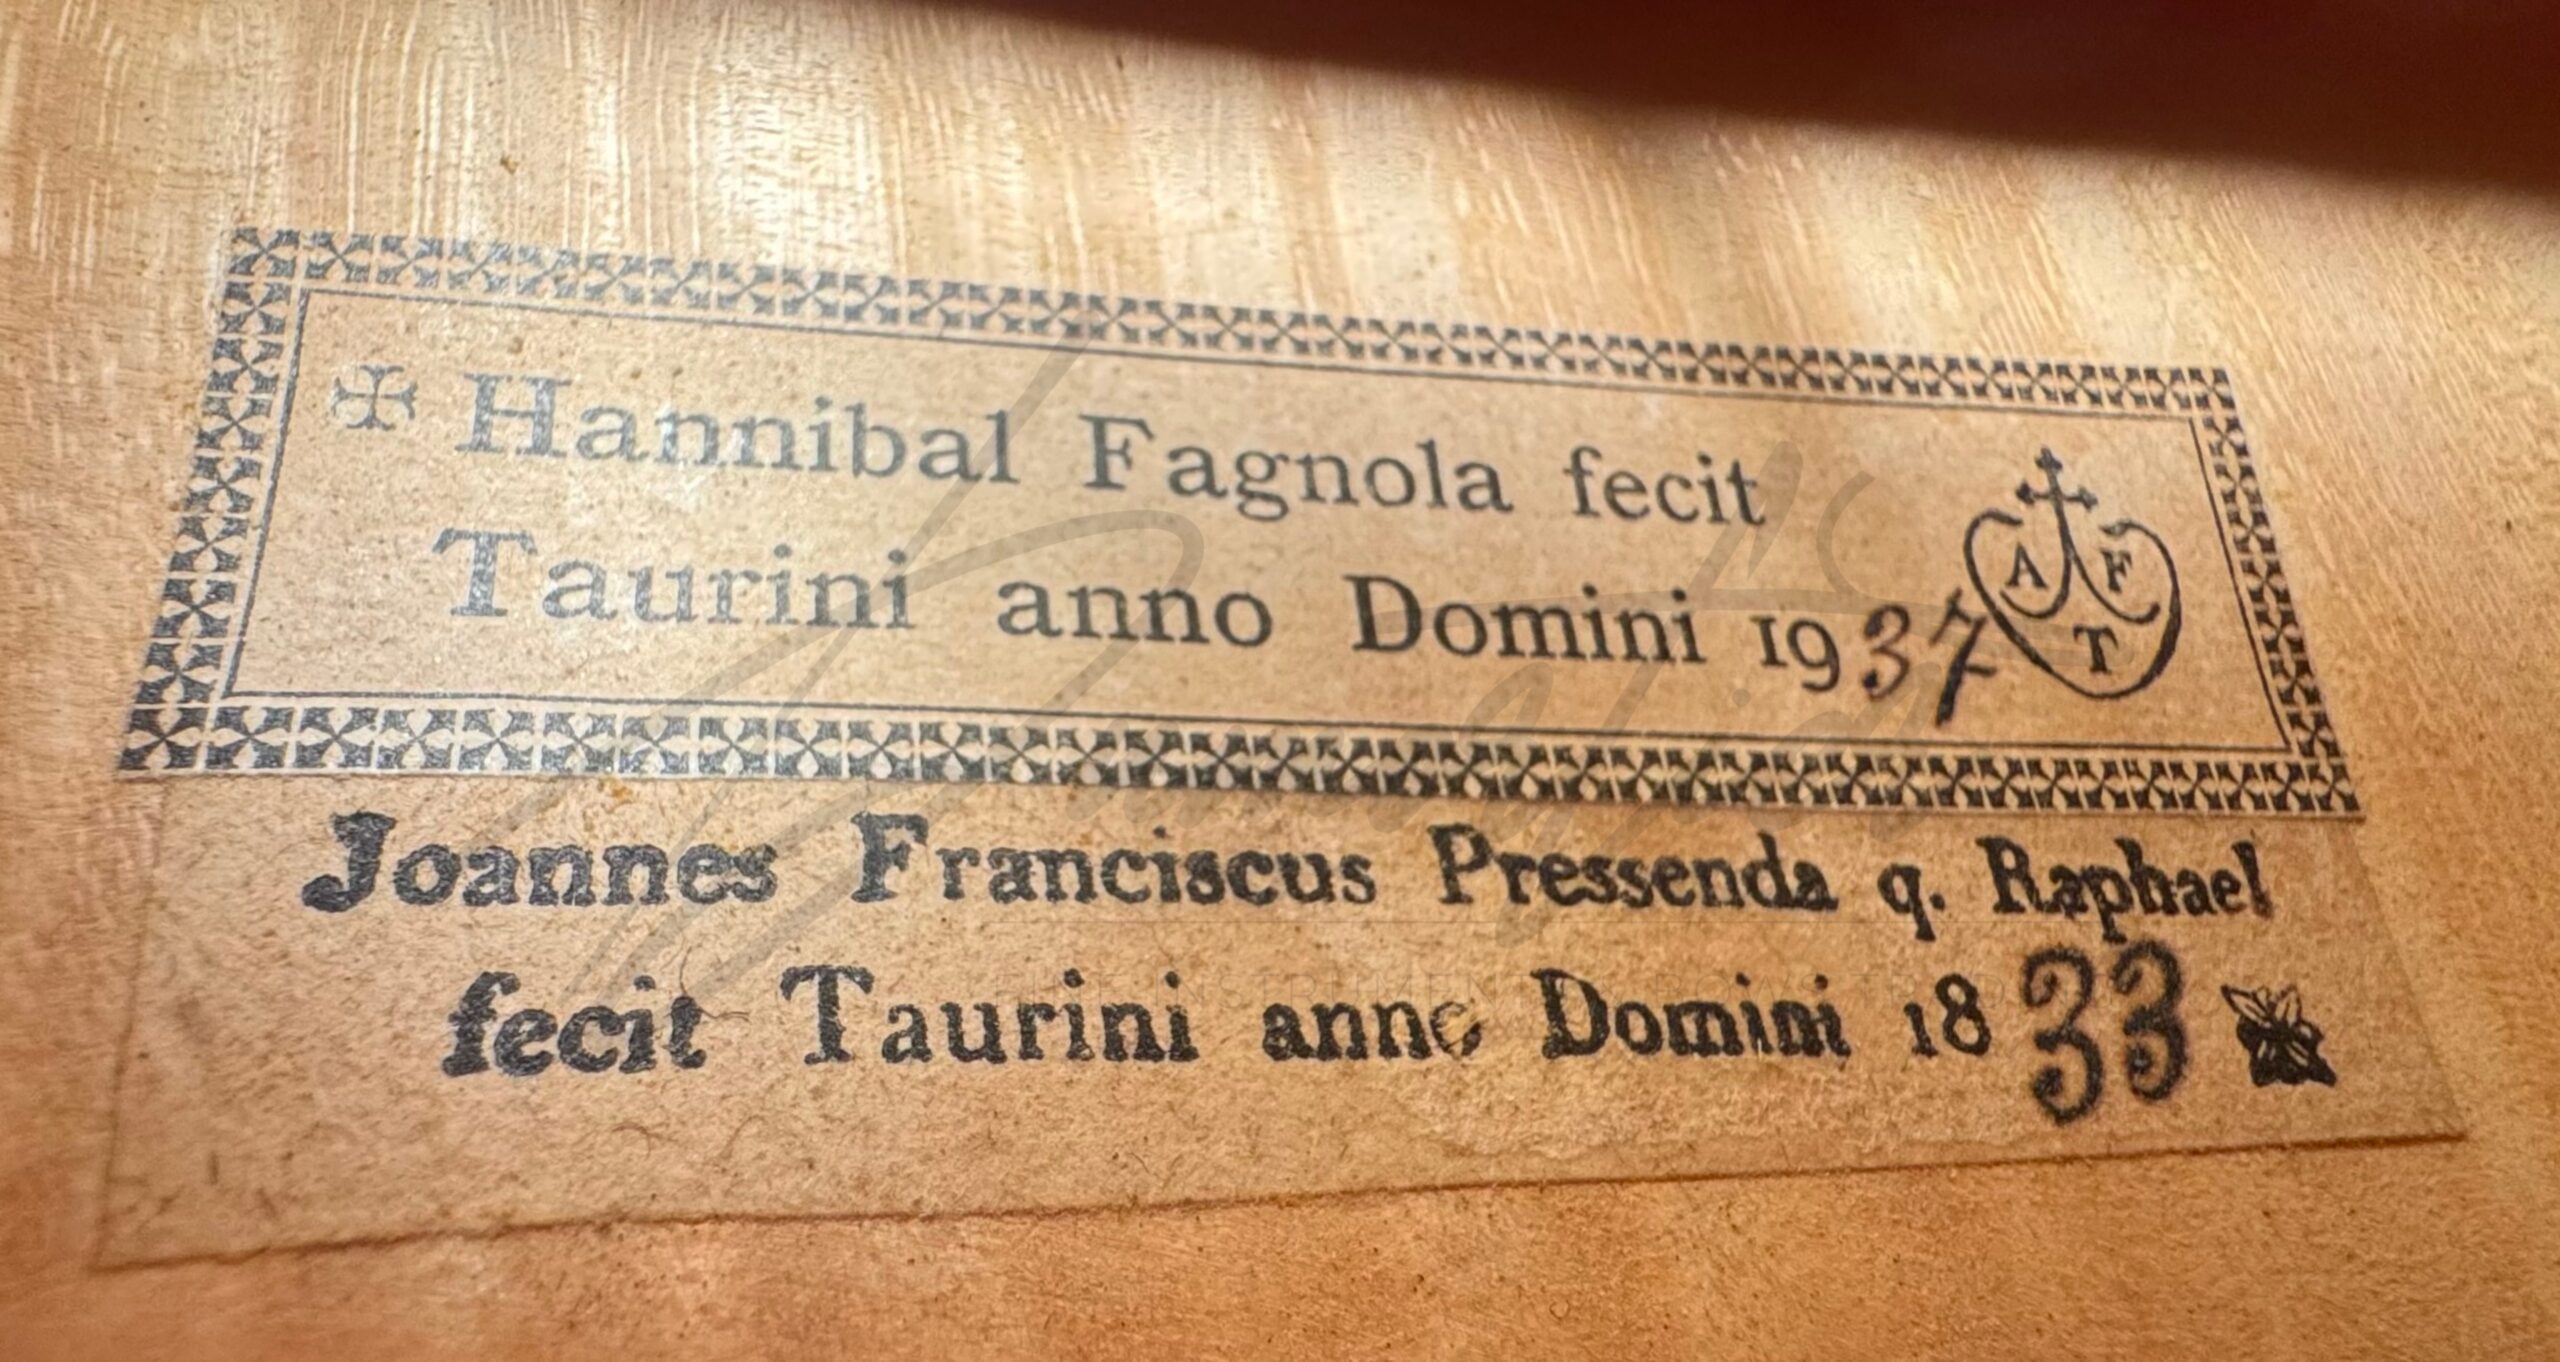 ✠ Hannibal Fagnola fecit
Taurini anno Domini 1937
A F
T
Joannes Franciscus Pressenda q. Raphael
fecit Taurini anno Domini 1833